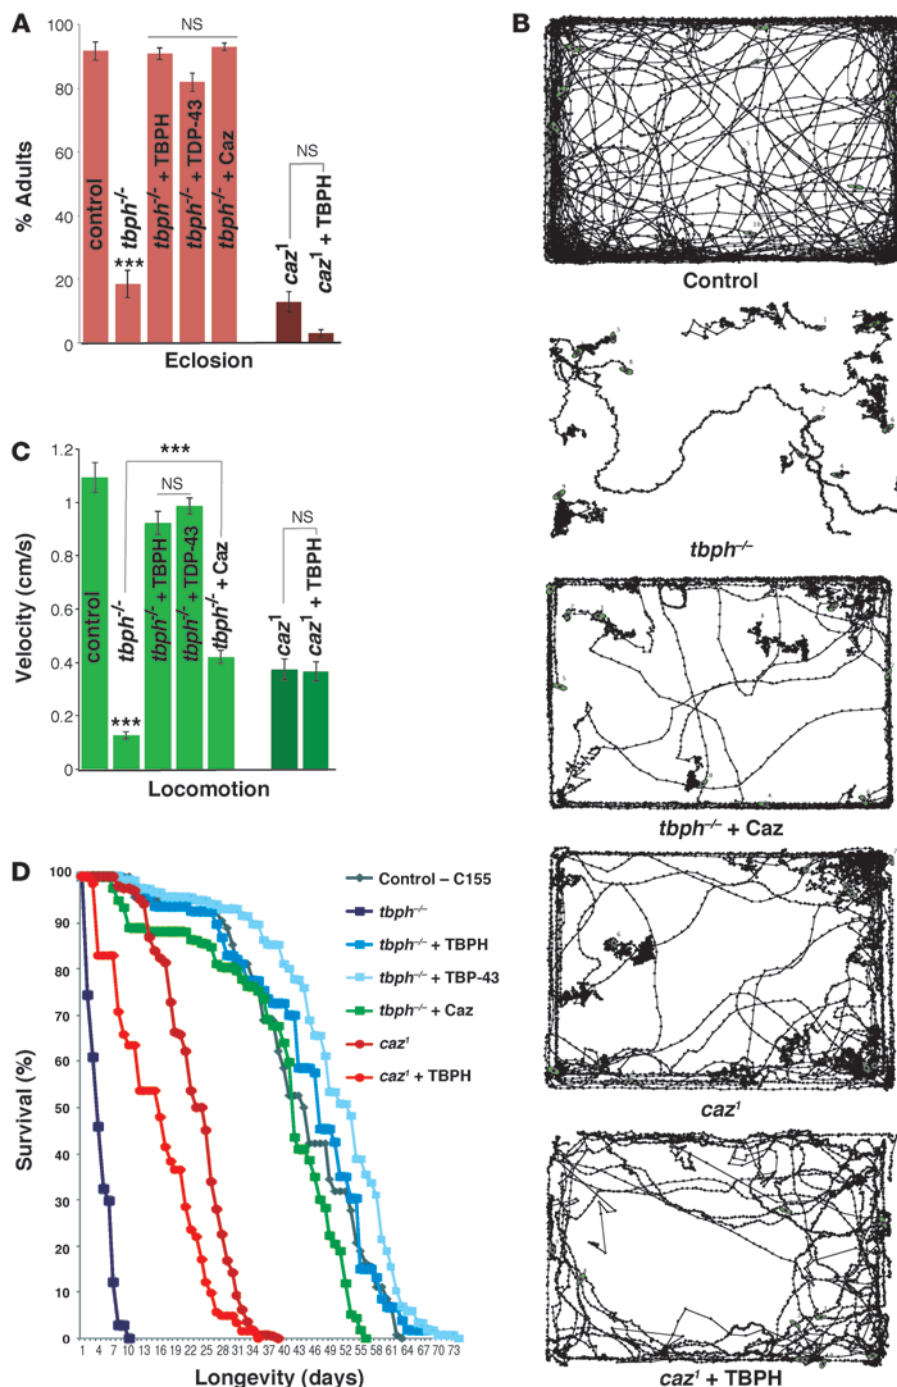 A
% Adults
100
80
60
40
20
0
control
tbph-/-
***
tbph-/- + TBPH
tbph-/- + TDP-43
tbph-/- + Caz
NS
caz1
caz1 + TBPH
NS
Eclosion
B
Control
tbph–/–
tbph–/– + Caz
caz1
caz1 + TBPH
C
Velocity (cm/s)
1.2
1
0.8
0.6
0.4
0.2
0
control
tbph-/-
***
***
NS
tbph-/- + TBPH
tbph-/- + TDP-43
tbph-/- + Caz
NS
caz1
caz1 + TBPH
Locomotion
D
Survival (%)
100
90
80
70
60
50
40
30
20
10
0
1 4 7 10 13 16 19 22 25 28 31 34 37 40 43 46 49 52 55 58 61 64 67 70 73
Longevity (days)
Control – C155
tbph–/–
tbph–/– + TBPH
tbph–/– + TBP-43
tbph–/– + Caz
caz1
caz1 + TBPH